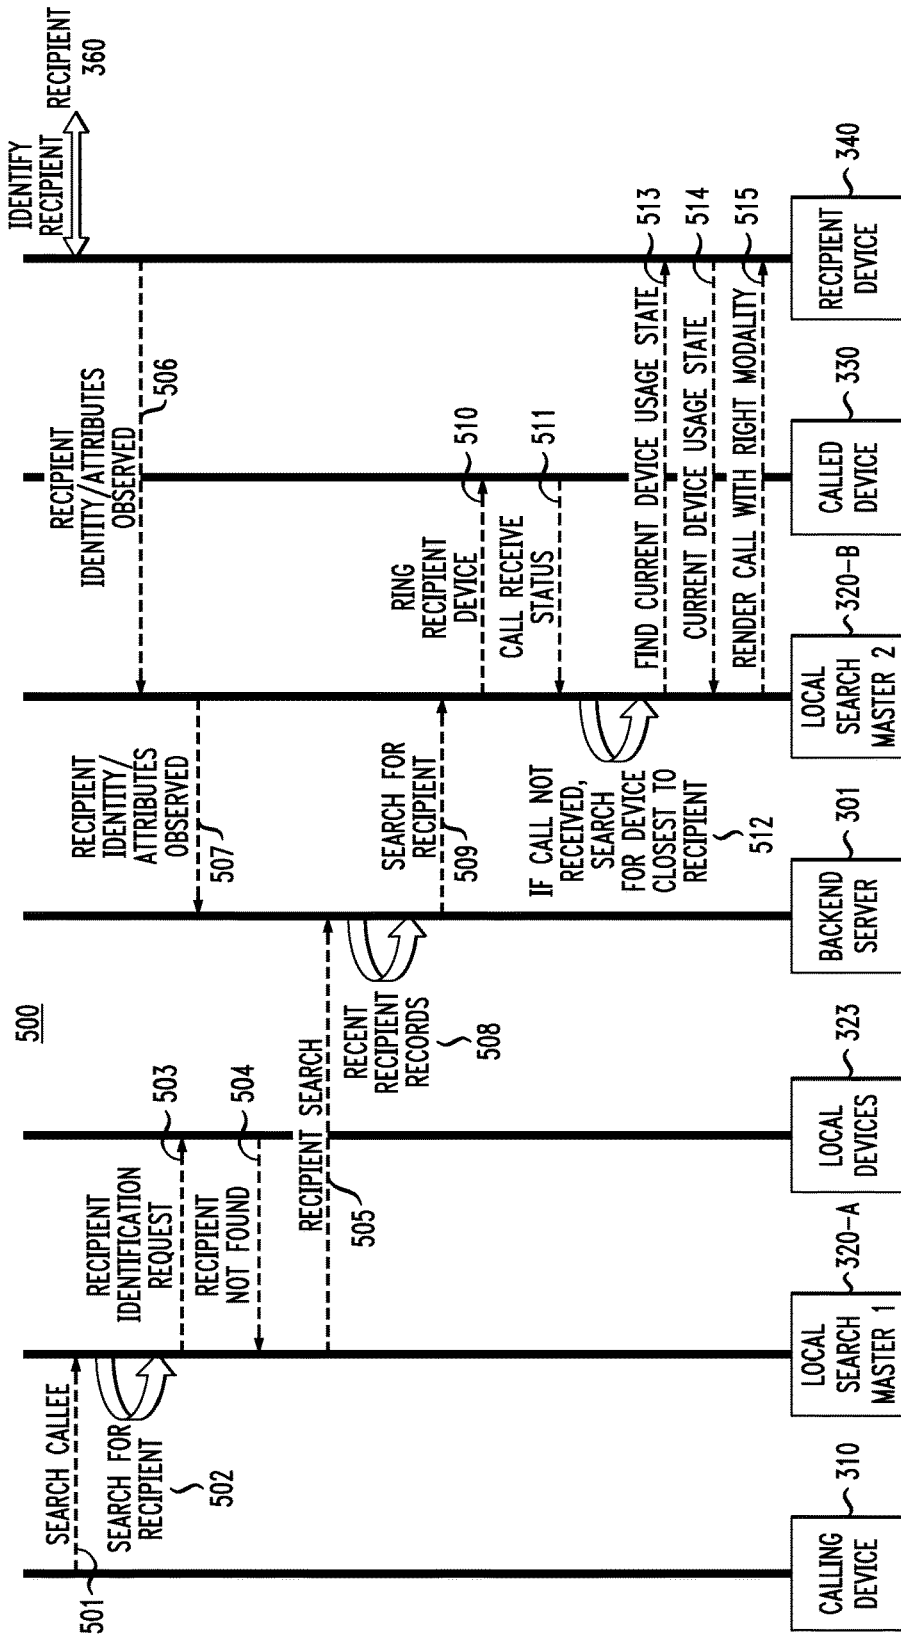 500
IDENTIFY
RECIPIENT
RECIPIENT
360
SEARCH CALLEE
501
SEARCH FOR
RECIPIENT
502
RECIPIENT
IDENTIFICATION
REQUEST
503
RECIPIENT
NOT FOUND
504
RECIPIENT SEARCH
505
RECIPIENT
IDENTITY/ATTRIBUTES
OBSERVED
506
RECIPIENT
IDENTITY/
ATTRIBUTES
OBSERVED
507
RECENT
RECIPIENT
RECORDS
508
SEARCH FOR
RECIPIENT
509
RING
RECIPIENT
DEVICE
510
CALL RECEIVE
STATUS
511
IF CALL NOT
RECEIVED,
SEARCH
FOR DEVICE
CLOSEST TO
RECIPIENT
512
FIND CURRENT DEVICE USAGE STATE
513
CURRENT DEVICE USAGE STATE
514
RENDER CALL WITH RIGHT MODALITY
515
CALLING
DEVICE
310
LOCAL
SEARCH
MASTER 1
320-A
LOCAL
DEVICES
323
BACKEND
SERVER
301
LOCAL
SEARCH
MASTER 2
320-B
CALLED
DEVICE
330
RECIPIENT
DEVICE
340